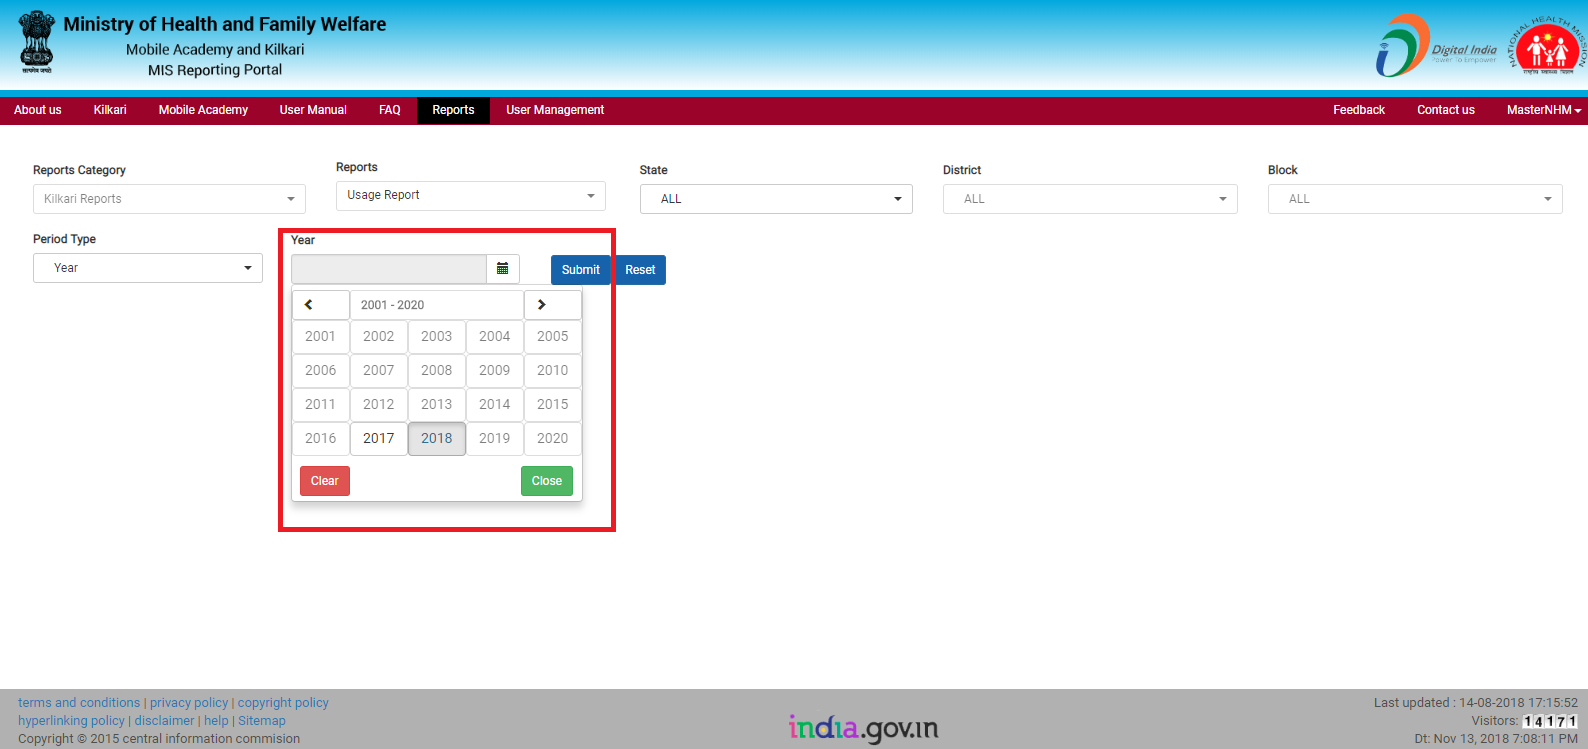 Ministry of Health and Family Welfare
Mobile Academy and Kilkari
MIS Reporting Portal
सत्यमेव जयते
Digital India
Power To Empower
NATIONAL HEALTH MISSION
राष्ट्रीय स्वास्थ्य मिशन
About us Kilkari Mobile Academy User Manual FAQ Reports User Management Feedback Contact us MasterNHM
Reports Category Reports State District Block
Kilkari Reports Usage Report ALL ALL ALL
Period Type Year
Year Submit Reset
2001 - 2020
2001 2002 2003 2004 2005
2006 2007 2008 2009 2010
2011 2012 2013 2014 2015
2016 2017 2018 2019 2020
Clear Close
terms and conditions | privacy policy | copyright policy
hyperlinking policy | disclaimer | help | Sitemap
Copyright © 2015 central information commision
india.gov.in
Last updated : 14-08-2018 17:15:52
Visitors: 14171
Dt: Nov 13, 2018 7:08:11 PM